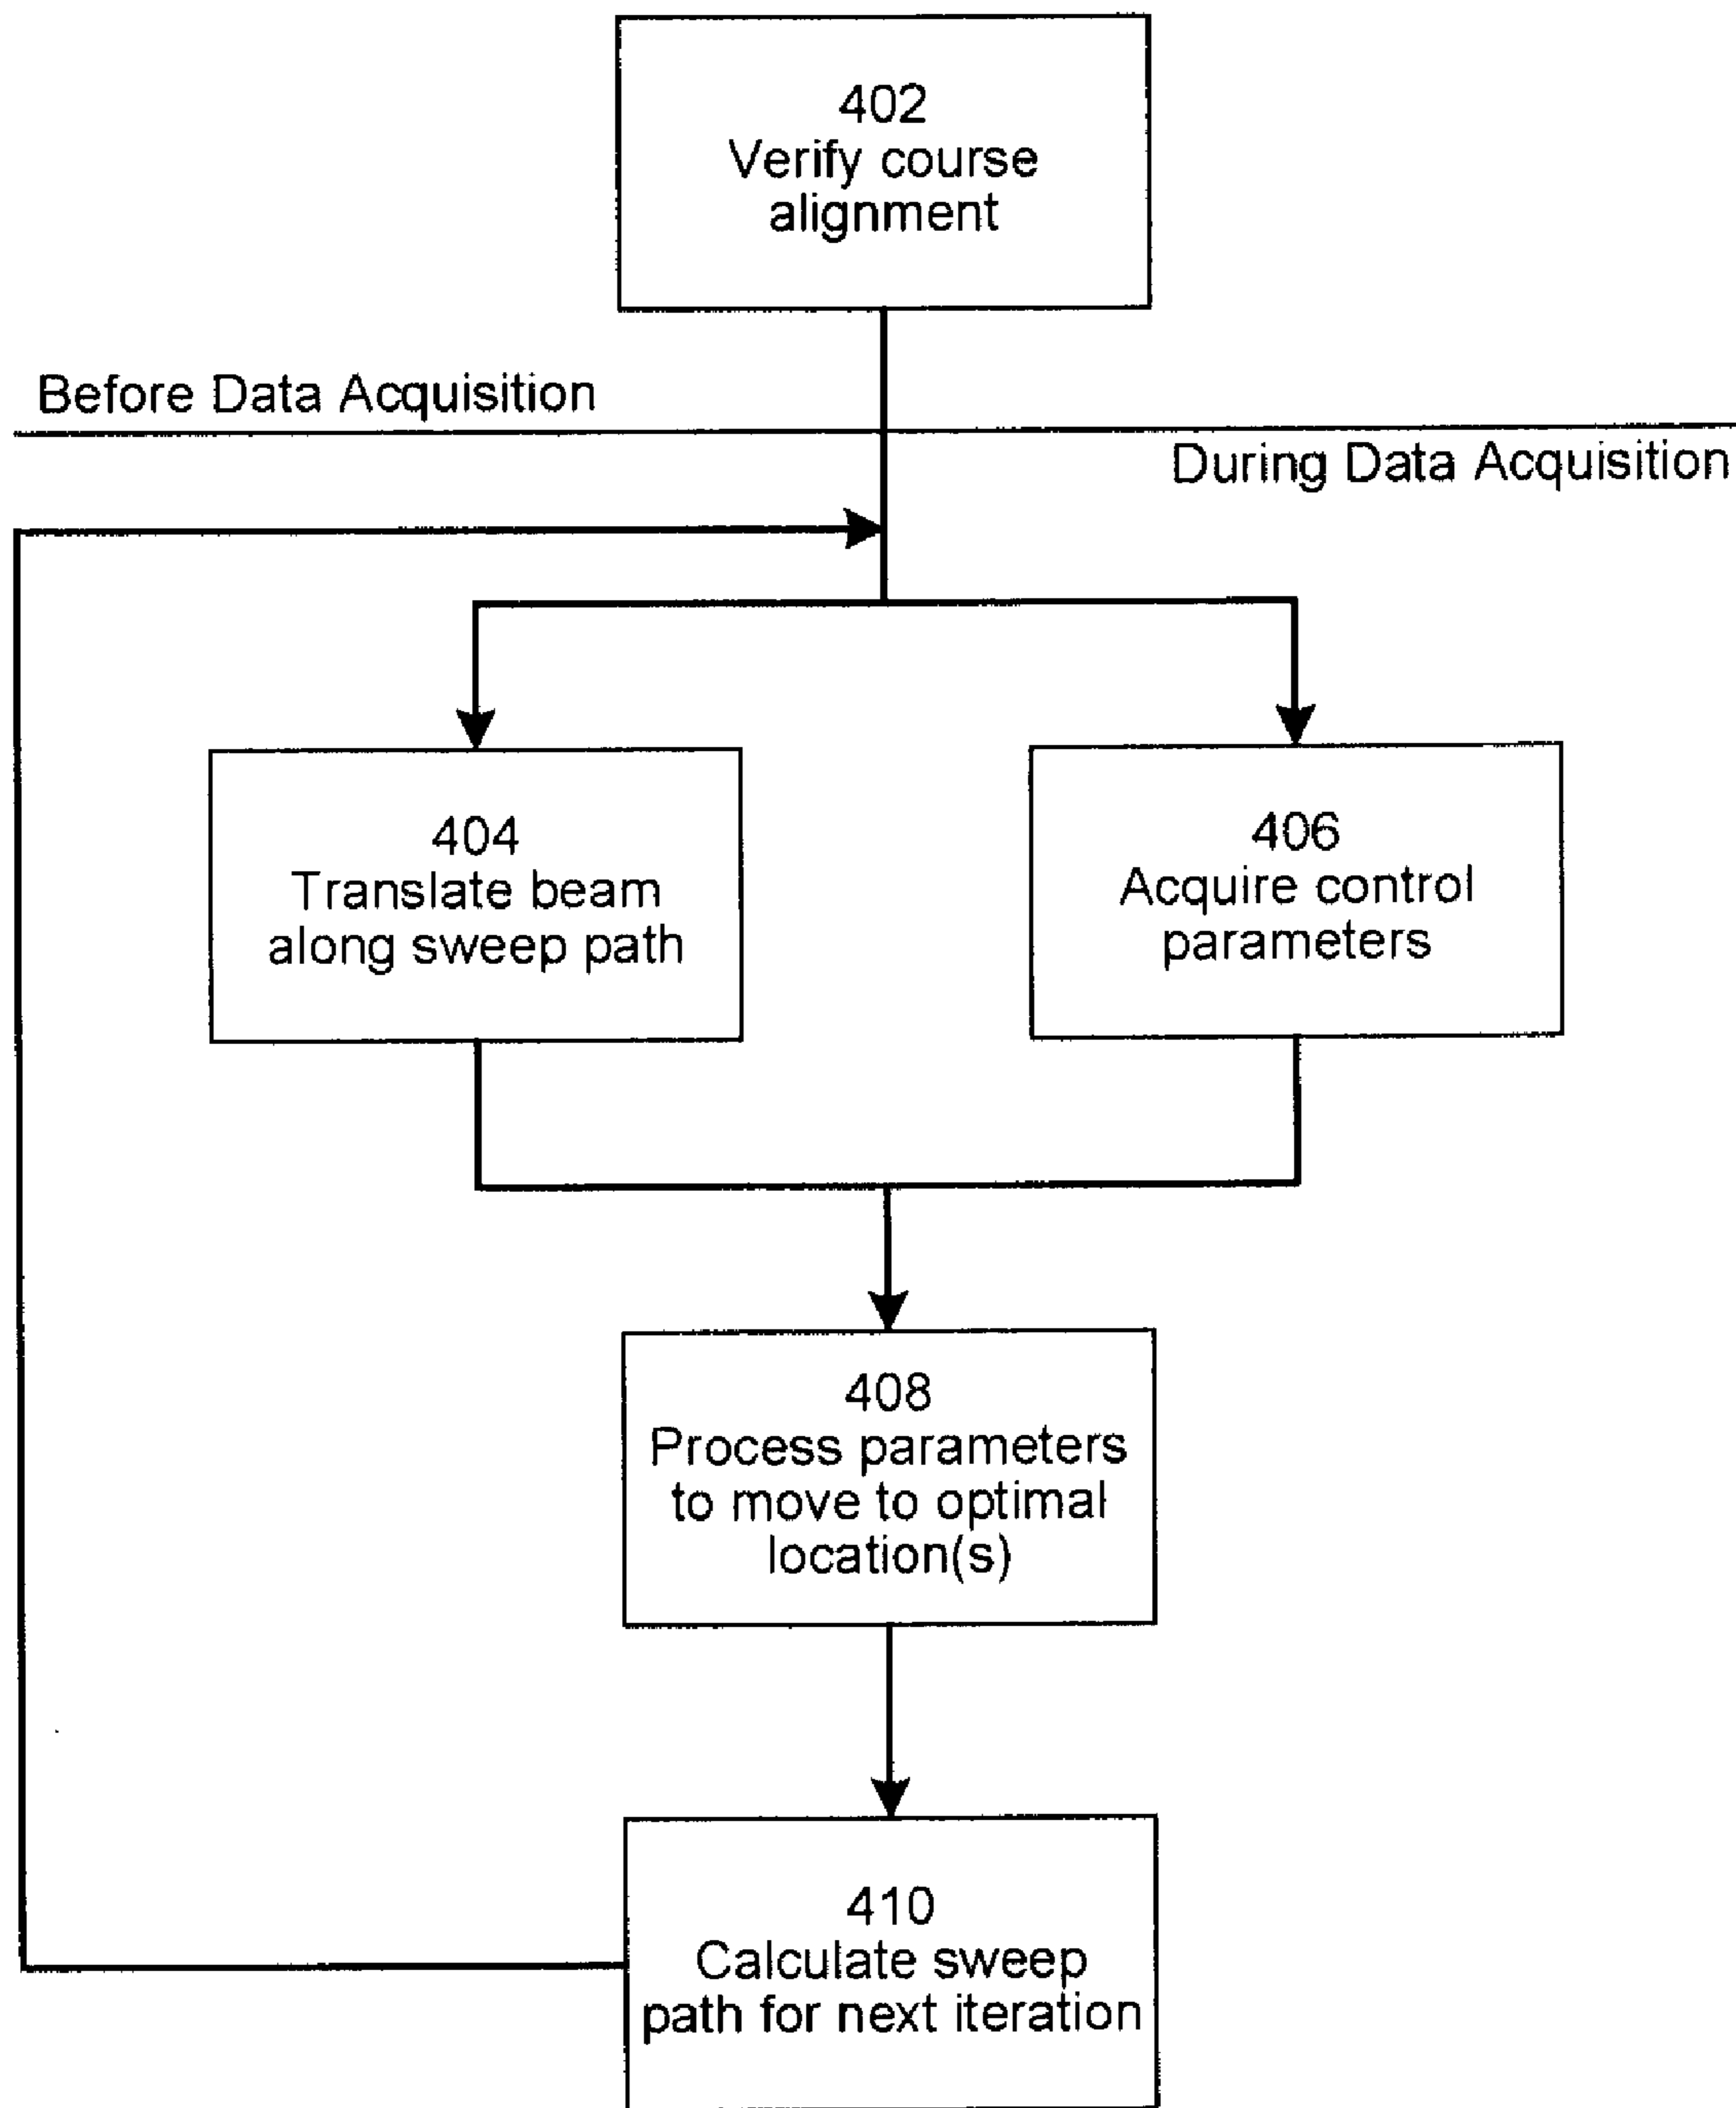 402
Verify course
alignment
Before Data Acquisition
During Data Acquisition
404
Translate beam
along sweep path
406
Acquire control
parameters
408
Process parameters
to move to optimal
location(s)
410
Calculate sweep
path for next iteration